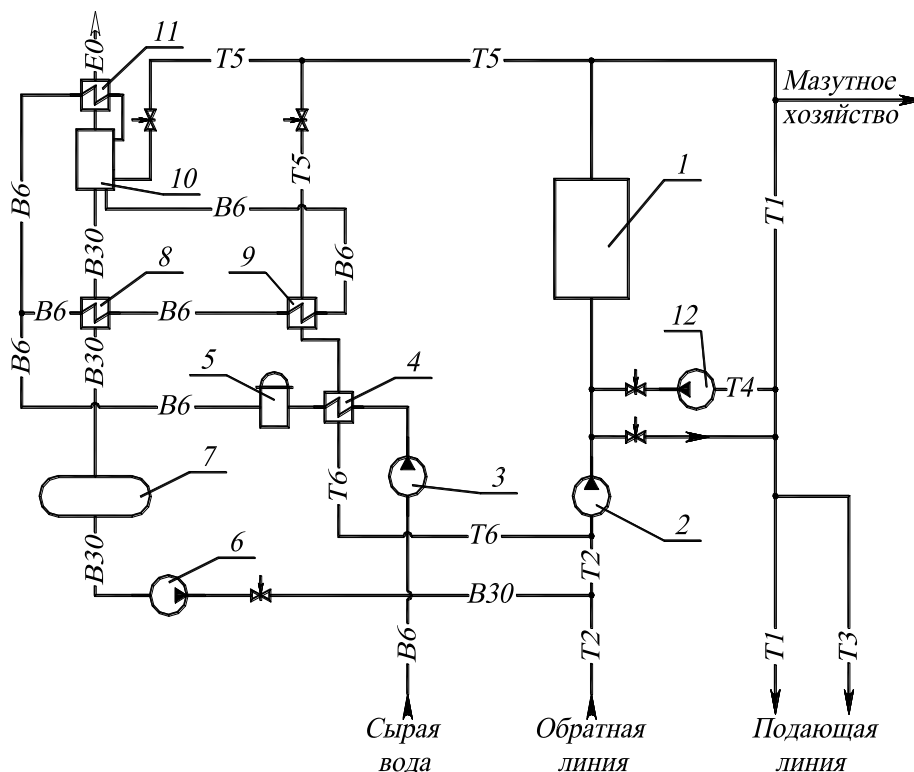 11
E0
T5
T5
Мазутное
хозяйство
1
10
T5
B6
B6
T1
B30
8
9
B6
12
B6
B6
B6
B30
5
4
T4
B6
7
T6
3
2
6
T6
B30
T2
B30
B6
T2
T1
T3
Сырая
вода
Обратная
линия
Подающая
линия